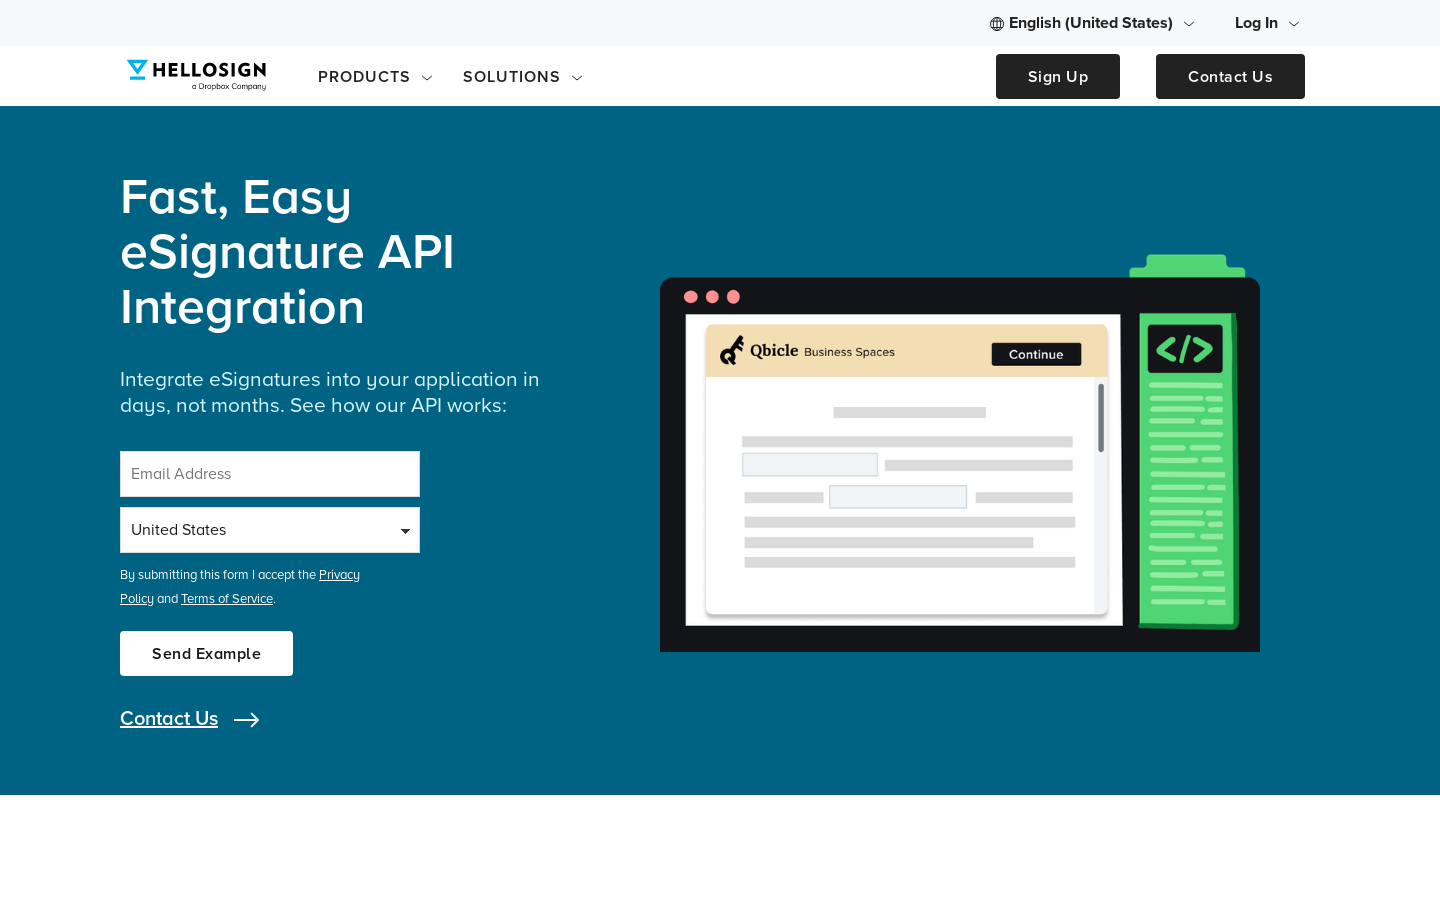 English (United States)
Log In
HELLOSIGN
a Dropbox Company
PRODUCTS
SOLUTIONS
Sign Up
Contact Us
Fast, Easy
eSignature API
Integration
Integrate eSignatures into your application in
days, not months. See how our API works:
Email Address
United States
By submitting this form I accept the Privacy
Policy and Terms of Service.
Send Example
Contact Us
Qbicle Business Spaces
Continue
</>